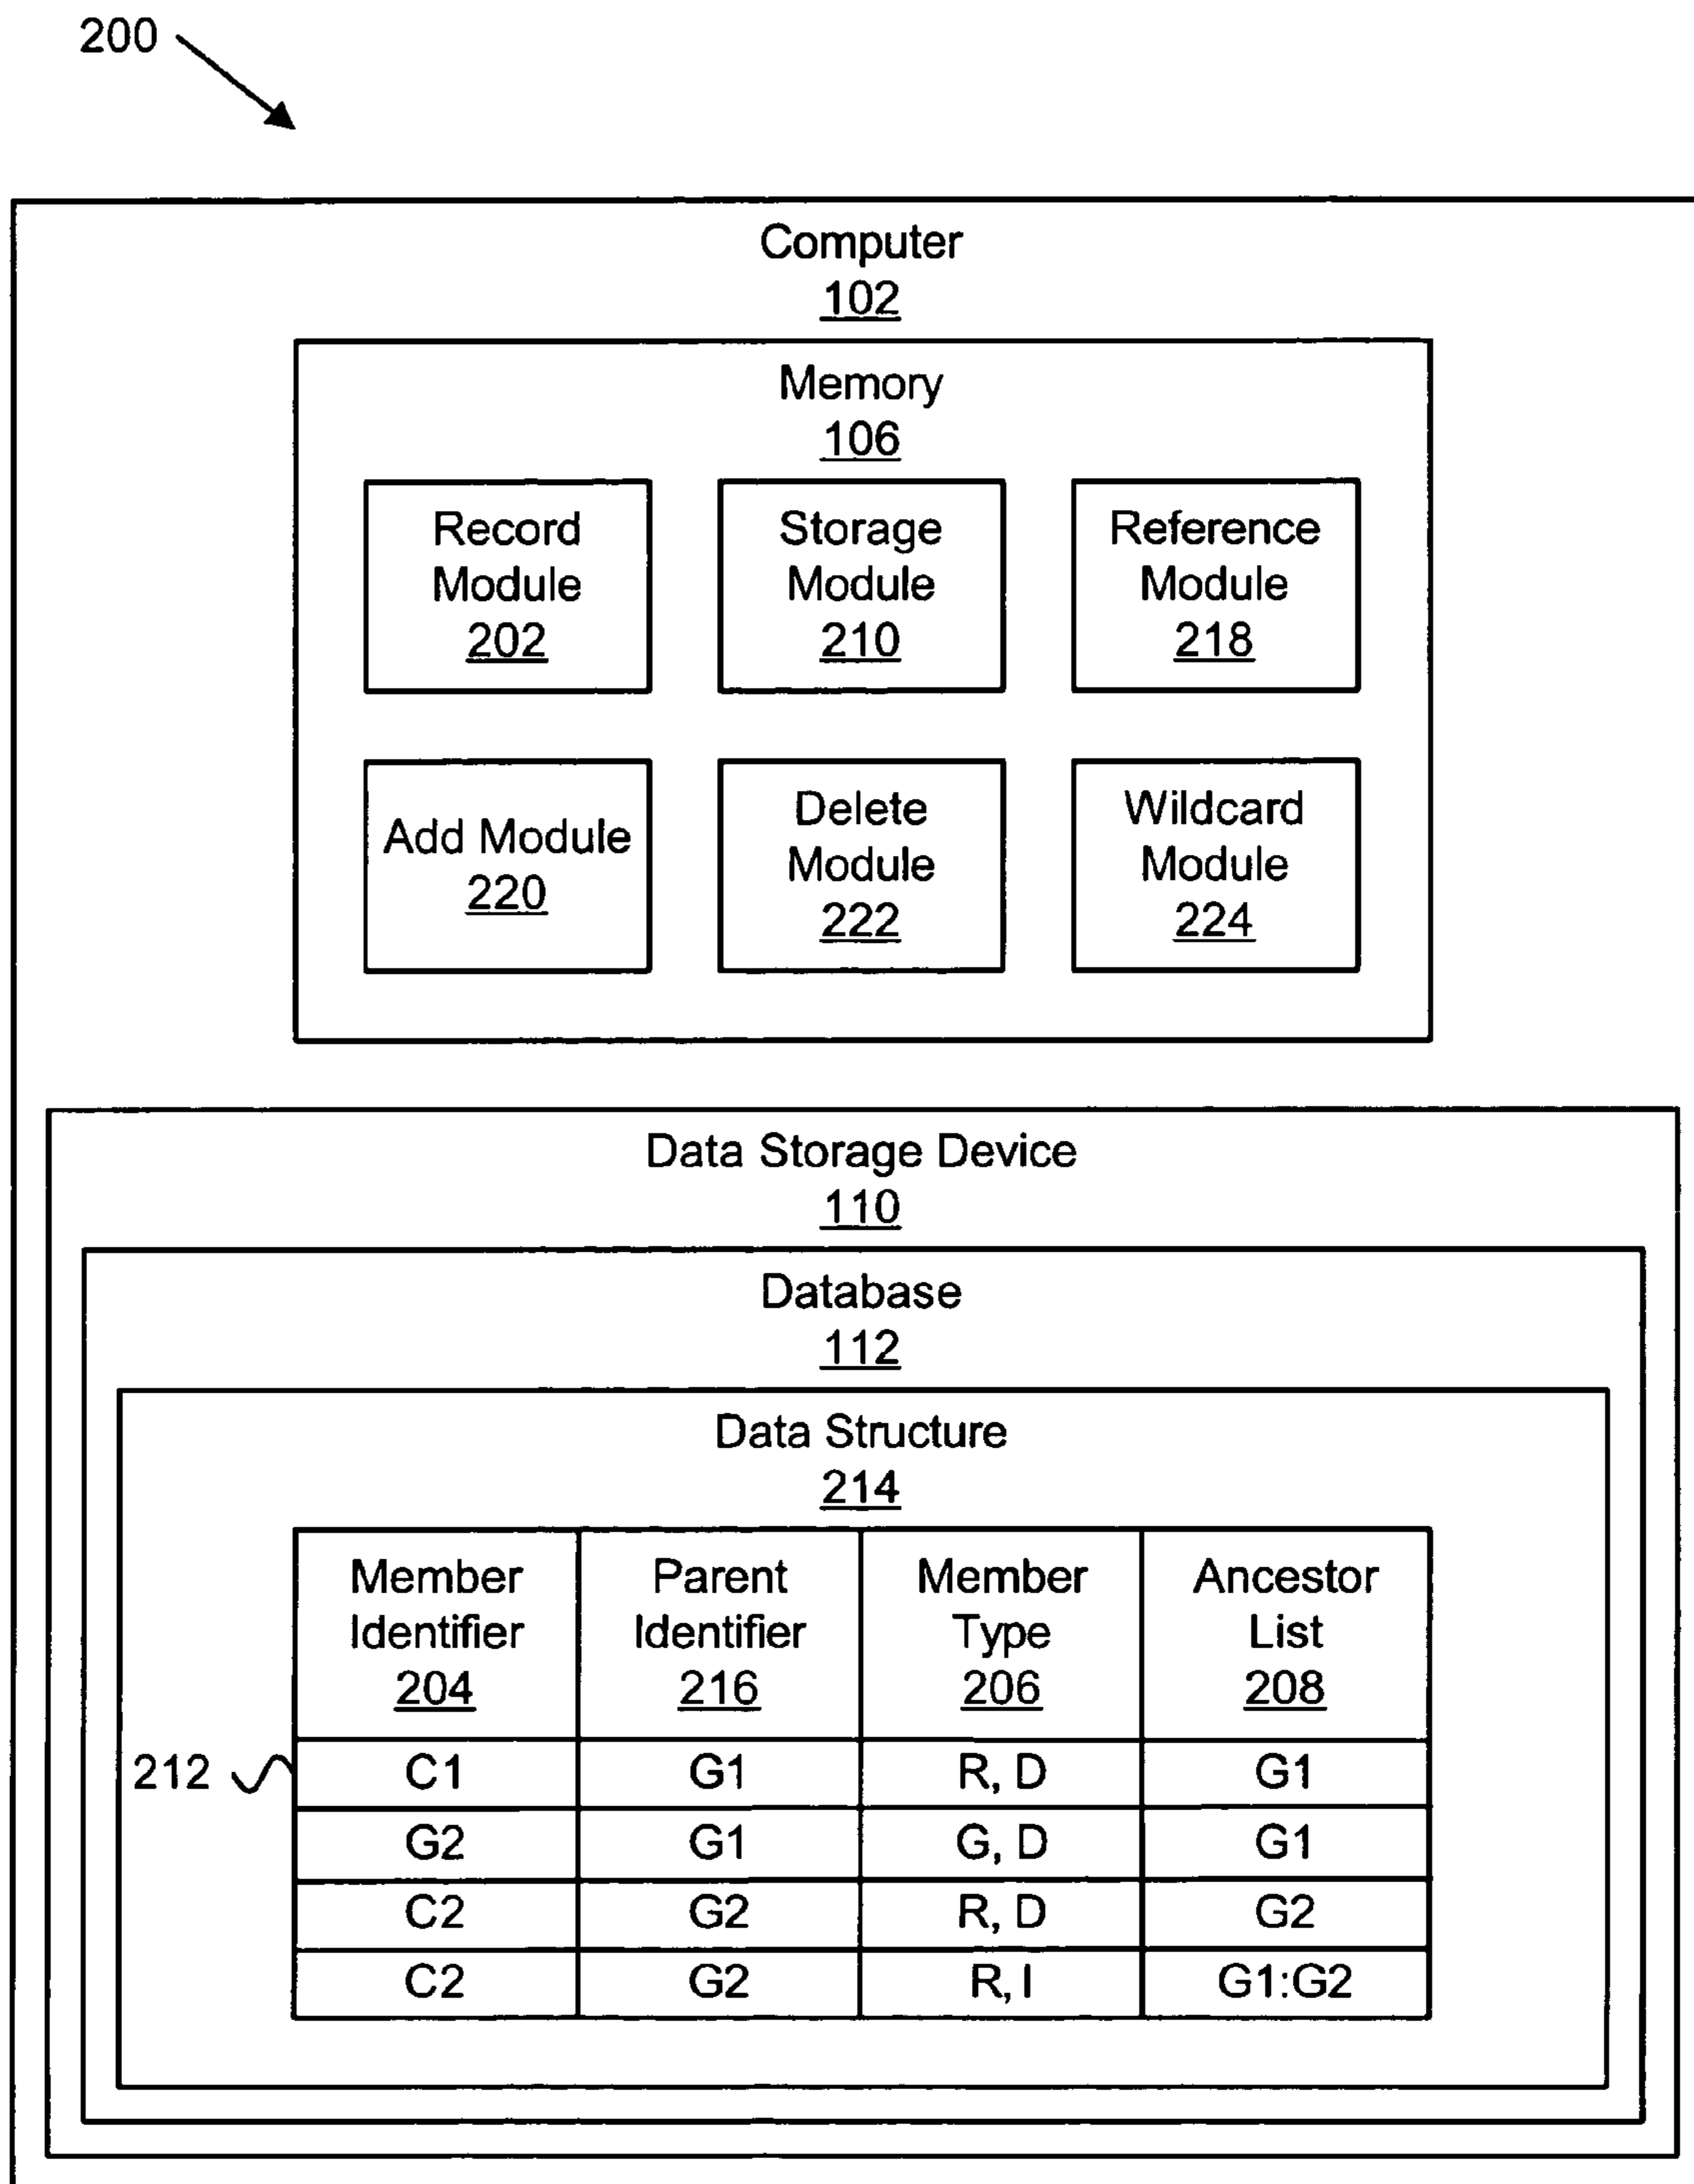 200
Computer
102
Memory
106
Record
Module
202
Storage
Module
210
Reference
Module
218
Add Module
220
Delete
Module
222
Wildcard
Module
224
Data Storage Device
110
Database
112
Data Structure
214
Member
Identifier
204
Parent
Identifier
216
Member
Type
206
Ancestor
List
208
212
C1 G1 R, D G1
G2 G1 G, D G1
C2 G2 R, D G2
C2 G2 R, I G1:G2